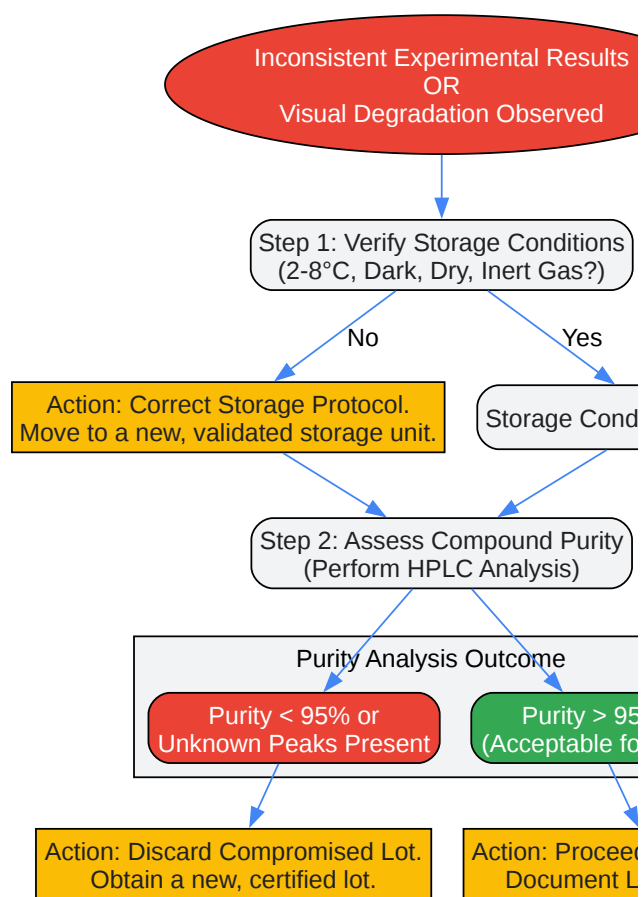 Inconsistent Experimental Results
OR
Visual Degradation Observed
Step 1: Verify Storage Conditions
(2-8°C, Dark, Dry, Inert Gas?)
No
Yes
Action: Correct Storage Protocol.
Move to a new, validated storage unit.
Storage
Step 2: Assess Compound Purity
(Perform HPLC Analysis)
Purity Analysis Outcome
Purity < 95% or
Unknown Peaks Present
Purity > 95
(Acceptable
Action: Discard Compromised Lot.
Obtain a new, certified lot.
Action: Proceed
Document